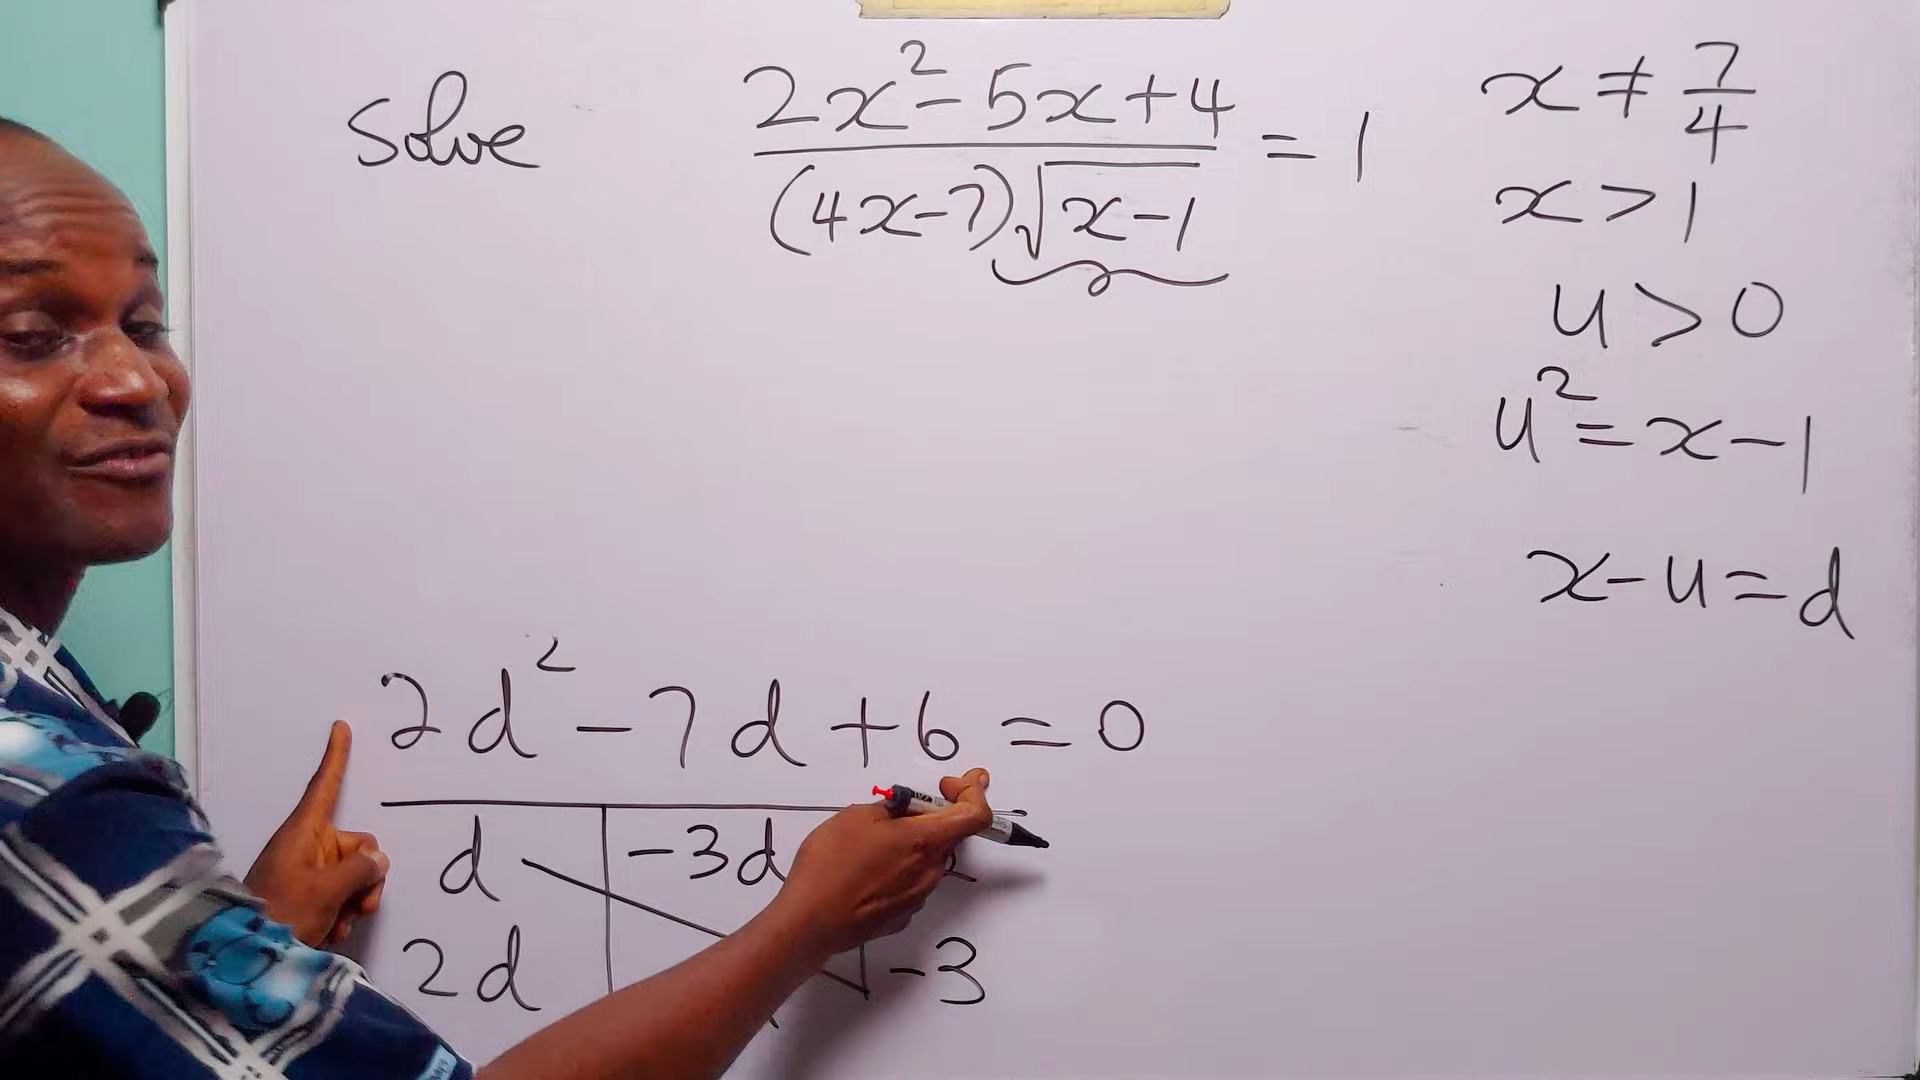 Solve (2x² - 5x + 4) / ((4x-7)√(x-1)) = 1
x ≠ 7/4
x > 1
u > 0
u² = x - 1
x - u = d
2d² - 7d + 6 = 0
d | -3d
2d | | -3